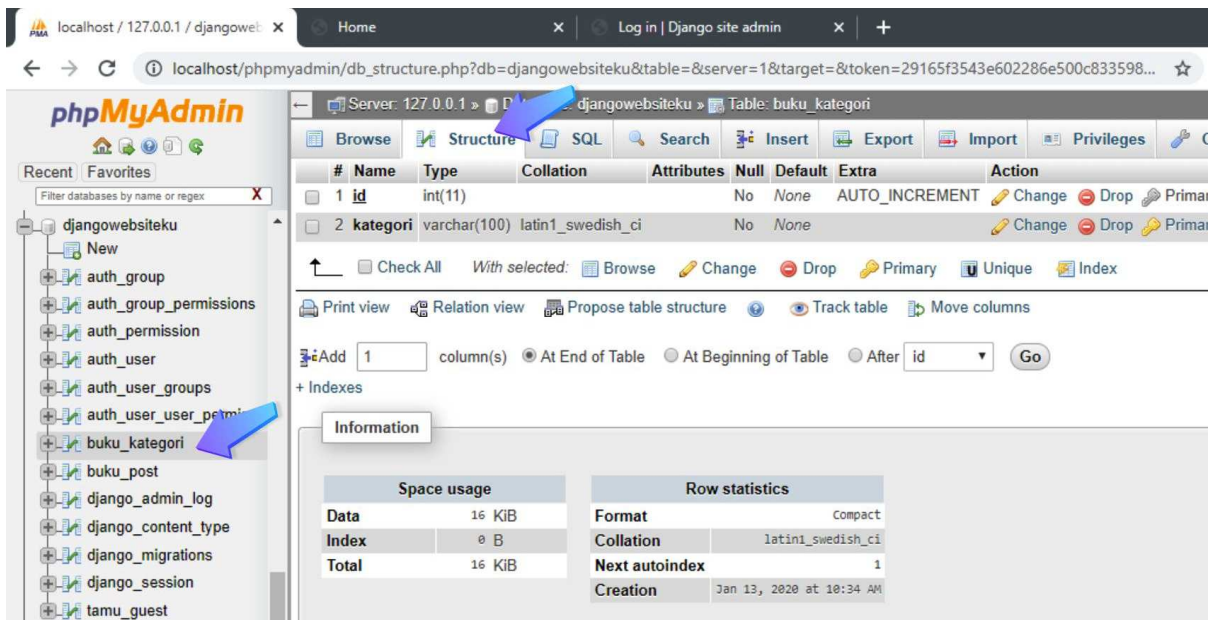 localhost / 127.0.0.1 / djangoweb
Home
Log in | Django site admin
localhost/phpmyadmin/db_structure.php?db=djangowebsiteku&table=&server=1&target=&token=29165f3543e602286e500c833598...
phpMyAdmin
Recent Favorites
Filter databases by name or regex X
djangowebsiteku
New
auth_group
auth_group_permissions
auth_permission
auth_user
auth_user_groups
auth_user_user_permi
buku_kategori
buku_post
django_admin_log
django_content_type
django_migrations
django_session
tamu_guest
Server: 127.0.0.1 » djangowebsiteku » Table: buku_kategori
Browse Structure SQL Search Insert Export Import Privileges
# Name Type Collation Attributes Null Default Extra Action
1 id int(11) No None AUTO_INCREMENT Change Drop Primar
2 kategori varchar(100) latin1_swedish_ci No None Change Drop Primar
Check All With selected: Browse Change Drop Primary Unique Index
Print view Relation view Propose table structure Track table Move columns
Add 1 column(s) At End of Table At Beginning of Table After id Go
+ Indexes
Information
Space usage
Data 16 KiB
Index 0 B
Total 16 KiB
Row statistics
Format Compact
Collation latin1_swedish_ci
Next autoindex 1
Creation Jan 13, 2020 at 10:34 AM